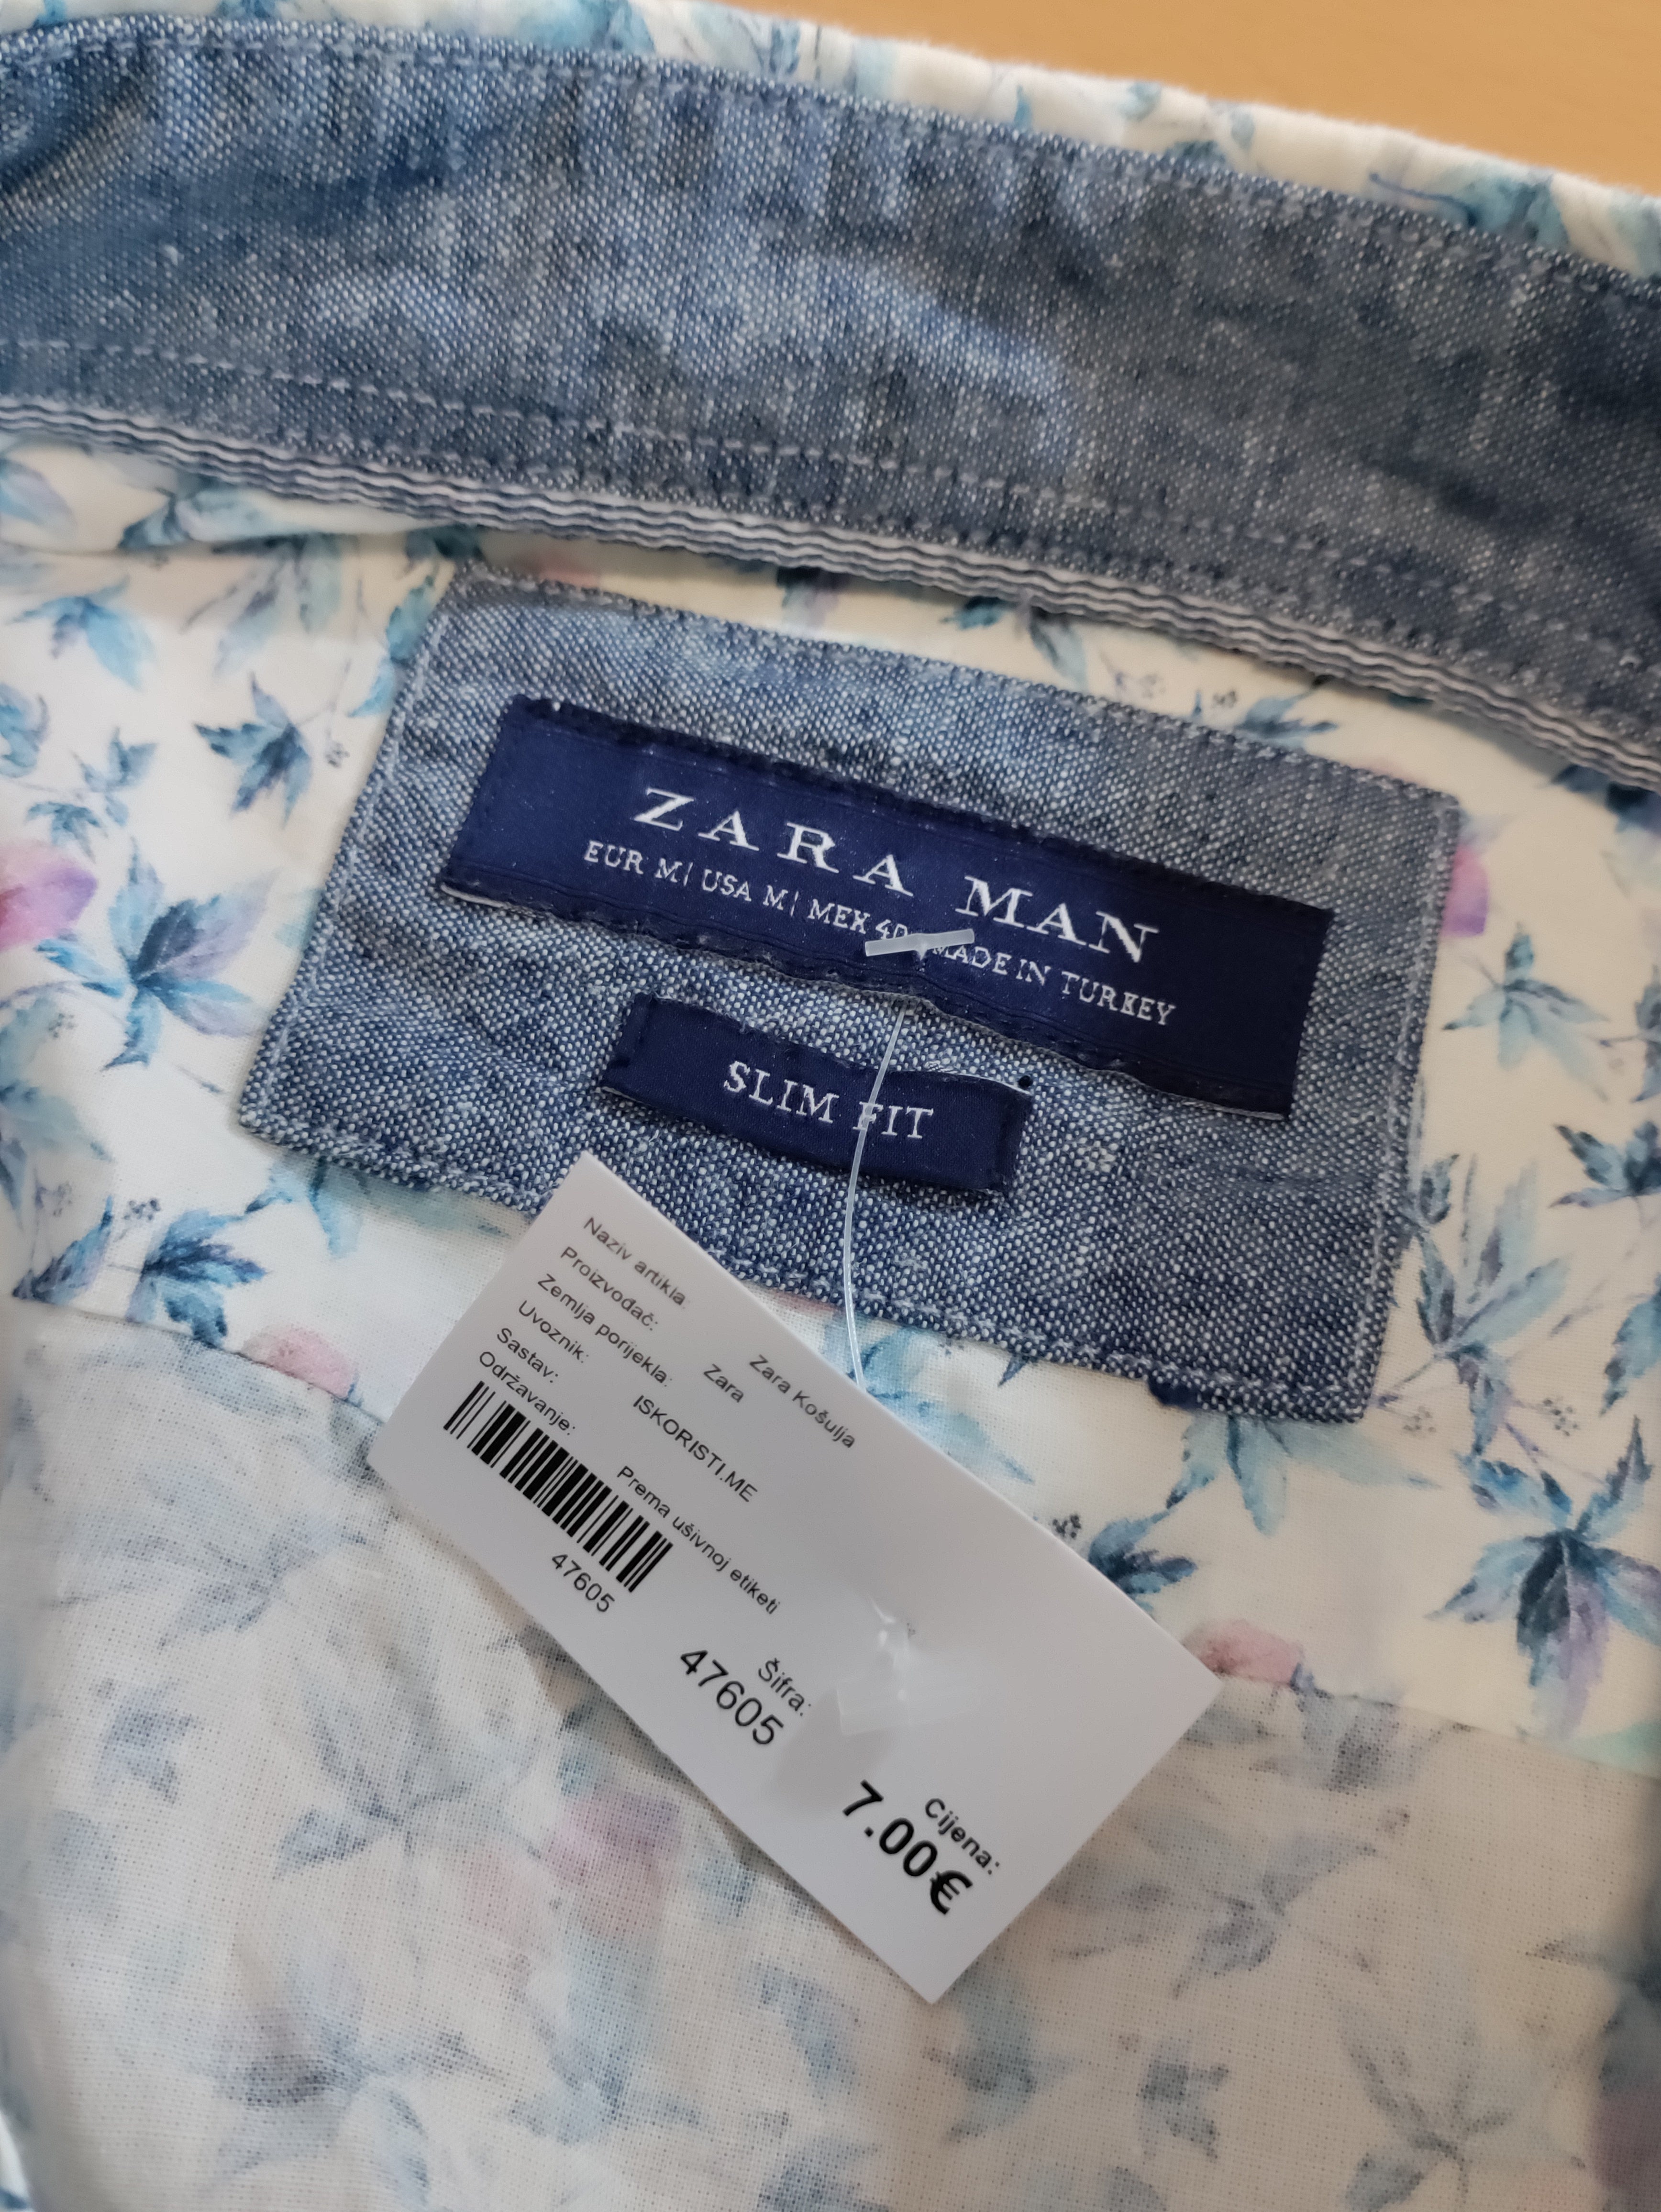 ZARA MAN
EUR M| USA M| MEX 40 MADE IN TURKEY
SLIM FIT
Naziv artikla: Zara Košulja
Proizvođač: Zara
Zemlja porijekla:
Uvoznik: ISKORISTI.ME
Sastav:
Održavanje: Prema ušivnoj etiketi
47605
Šifra:
47605
Cijena:
7.00€